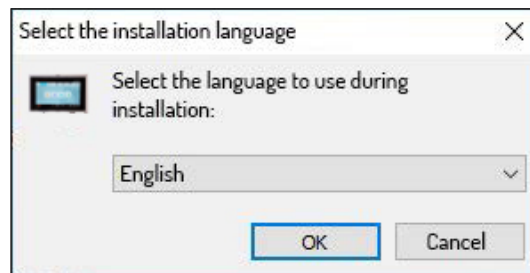 Select the installation language
Select the language to use during
installation:
English
OK
Cancel